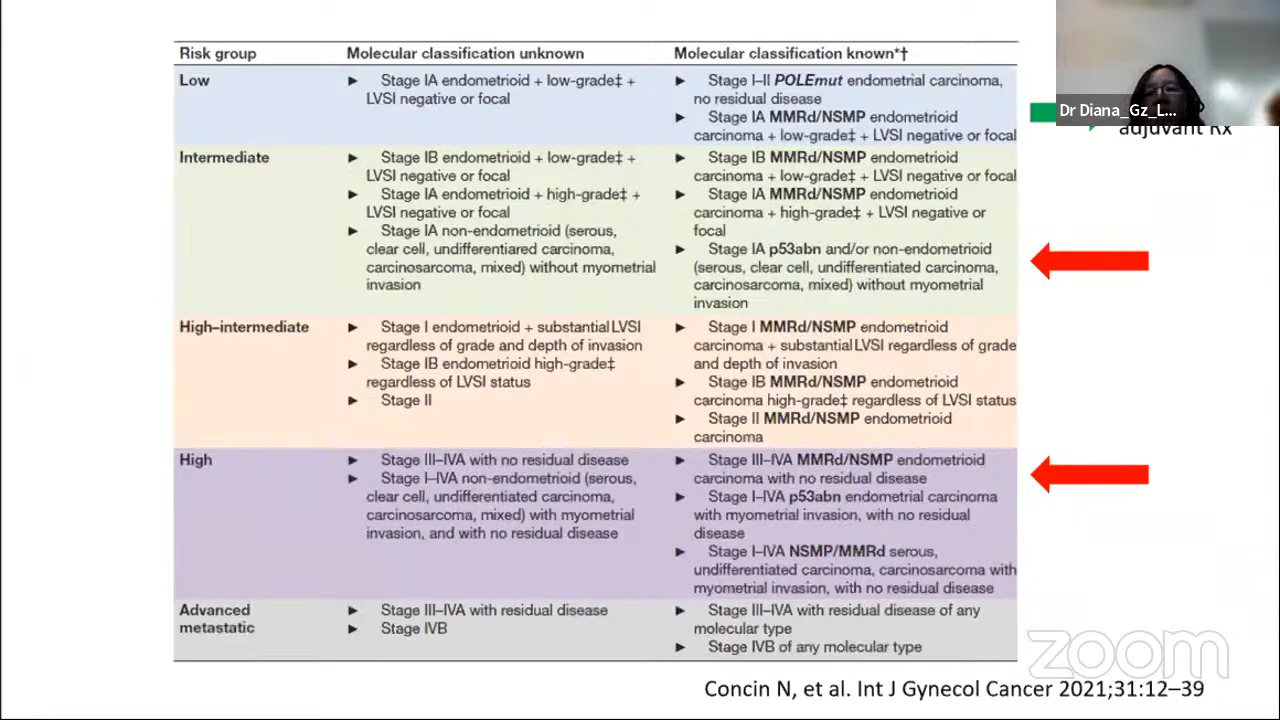 Risk group Molecular classification unknown Molecular classification known*†
Low
► Stage IA endometrioid + low-grade‡ +
LVSI negative or focal
► Stage I–II POLEmut endometrial carcinoma,
no residual disease
► Stage IA MMRd/NSMP endometrioid
carcinoma + low-grade‡ + LVSI negative or focal
Intermediate
► Stage IB endometrioid + low-grade‡ +
LVSI negative or focal
► Stage IA endometrioid + high-grade‡ +
LVSI negative or focal
► Stage IA non-endometrioid (serous,
clear cell, undifferentiared carcinoma,
carcinosarcoma, mixed) without myometrial
invasion
► Stage IB MMRd/NSMP endometrioid
carcinoma + low-grade‡ + LVSI negative or focal
► Stage IA MMRd/NSMP endometrioid
carcinoma + high-grade‡ + LVSI negative or
focal
► Stage IA p53abn and/or non-endometrioid
(serous, clear cell, undifferentiated carcinoma,
carcinosarcoma, mixed) without myometrial
invasion
High–intermediate
► Stage I endometrioid + substantial LVSI
regardless of grade and depth of invasion
► Stage IB endometrioid high-grade‡
regardless of LVSI status
► Stage II
► Stage I MMRd/NSMP endometrioid
carcinoma + substantial LVSI regardless of grade
and depth of invasion
► Stage IB MMRd/NSMP endometrioid
carcinoma high-grade‡ regardless of LVSI status
► Stage II MMRd/NSMP endometrioid
carcinoma
High
► Stage III–IVA with no residual disease
► Stage I–IVA non-endometrioid (serous,
clear cell, undifferentiated carcinoma,
carcinosarcoma, mixed) with myometrial
invasion, and with no residual disease
► Stage III–IVA MMRd/NSMP endometrioid
carcinoma with no residual disease
► Stage I–IVA p53abn endometrial carcinoma
with myometrial invasion, with no residual
disease
► Stage I–IVA NSMP/MMRd serous,
undifferentiated carcinoma, carcinosarcoma with
myometrial invasion, with no residual disease
Advanced
metastatic
► Stage III–IVA with residual disease
► Stage IVB
► Stage III–IVA with residual disease of any
molecular type
► Stage IVB of any molecular type
Dr Diana_Gz_L...
adjuvant Rx
zoom
Concin N, et al. Int J Gynecol Cancer 2021;31:12–39